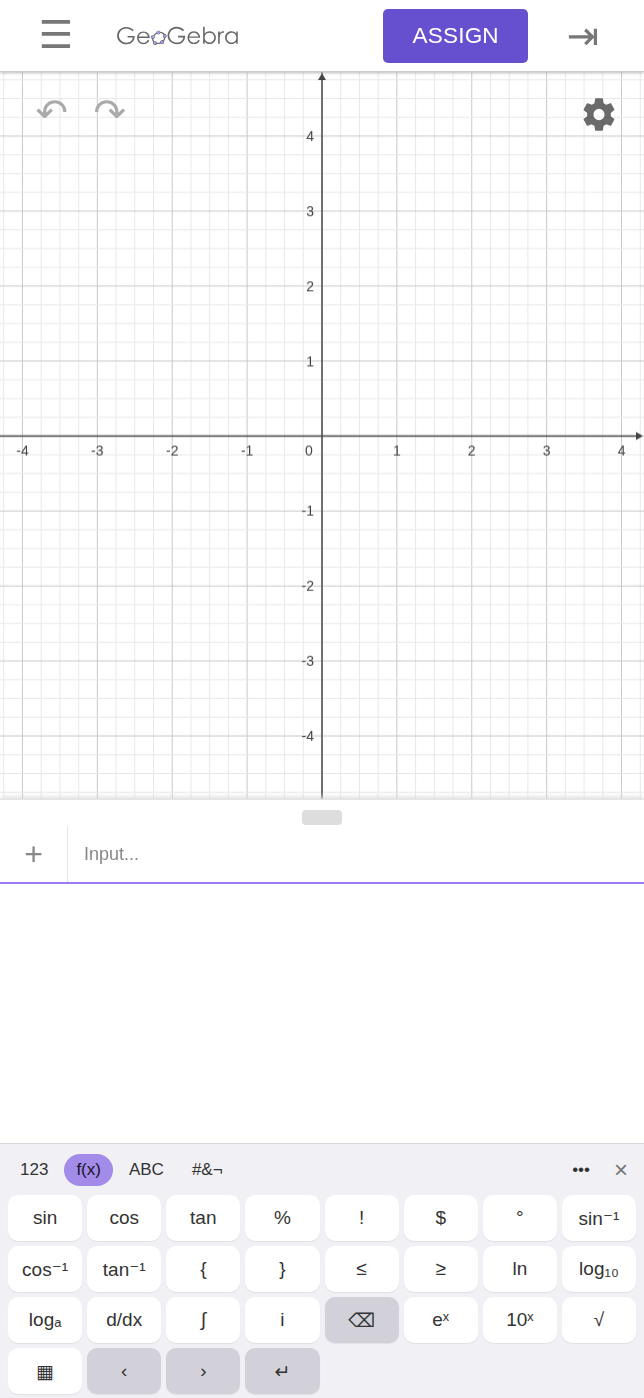 GeoGebra ASSIGN
4
3
2
1
-4 -3 -2 -1 0 1 2 3 4
-1
-2
-3
-4
+ Input...
123 f(x) ABC #&¬ ••• ×
sin cos tan % ! $ ° sin⁻¹
cos⁻¹ tan⁻¹ { } ≤ ≥ ln log₁₀
logₐ d/dx ∫ i ⌫ eˣ 10ˣ √
▦ ‹ › ↵